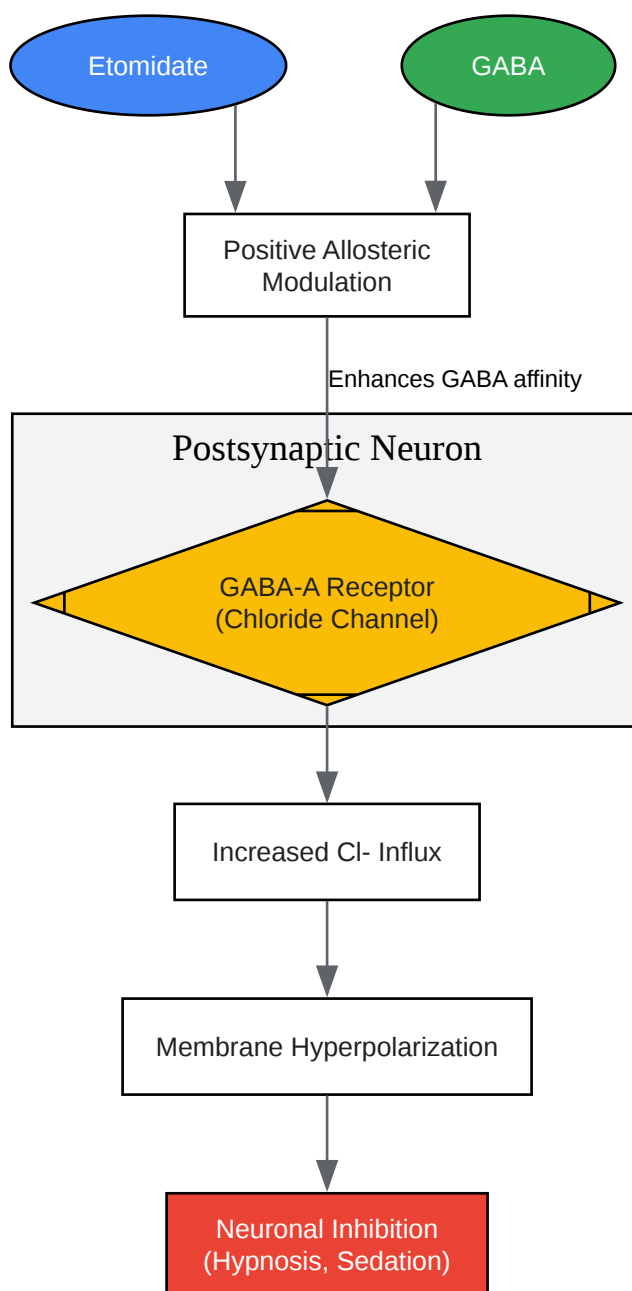 Etomidate
GABA
Positive Allosteric
Modulation
Enhances GABA affinity
Postsynaptic Neuron
GABA-A Receptor
(Chloride Channel)
Increased Cl- Influx
Membrane Hyperpolarization
Neuronal Inhibition
(Hypnosis, Sedation)